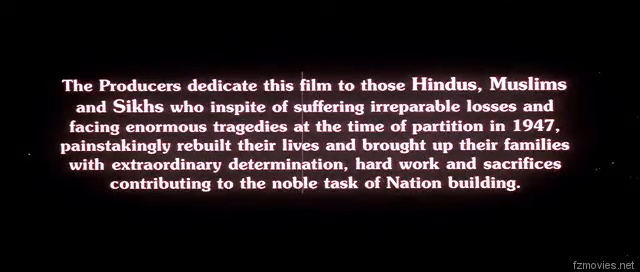 The Producers dedicate this film to those Hindus, Muslims
and Sikhs who inspite of suffering irreparable losses and
facing enormous tragedies at the time of partition in 1947,
painstakingly rebuilt their lives and brought up their families
with extraordinary determination, hard work and sacrifices
contributing to the noble task of Nation building.
fzmovies.net